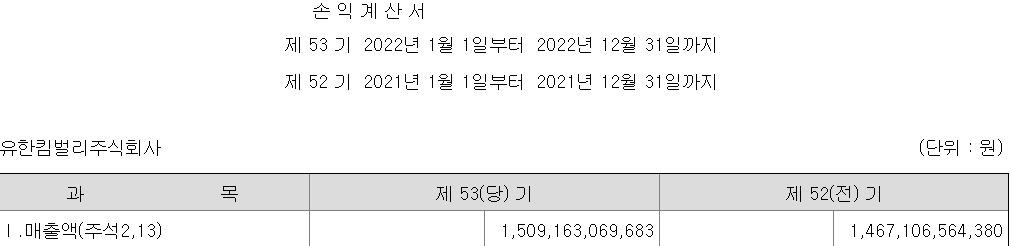 손 익 계 산 서
제 53 기 2022년 1월 1일부터 2022년 12월 31일까지
제 52 기 2021년 1월 1일부터 2021년 12월 31일까지
유한킴벌리주식회사 (단위 : 원)
과 목 제 53(당) 기 제 52(전) 기
Ⅰ.매출액(주석2,13) 1,509,163,069,683 1,467,106,564,380